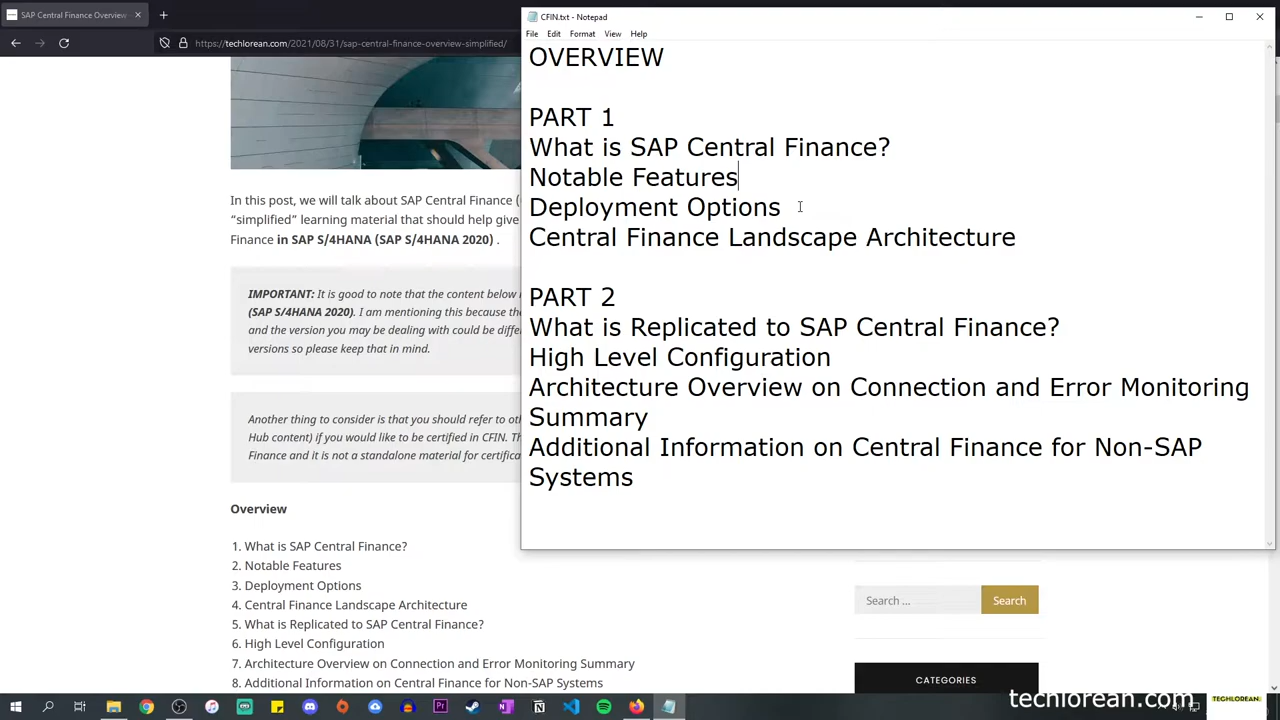 SAP Central Finance Overview
https://techlorean.com/2021/08/31/sap-central-finance-overview-simplified/
CFIN.txt - Notepad
File Edit Format View Help
OVERVIEW
PART 1
What is SAP Central Finance?
Notable Features
Deployment Options
Central Finance Landscape Architecture
PART 2
What is Replicated to SAP Central Finance?
High Level Configuration
Architecture Overview on Connection and Error Monitoring
Summary
Additional Information on Central Finance for Non-SAP
Systems
In this post, we will talk about SAP Central Finance (
“simplified” learning material that should help give
Finance in SAP S/4HANA (SAP S/4HANA 2020) .
IMPORTANT: It is good to note that the content below
(SAP S/4HANA 2020). I am mentioning this because the
and the version you may be dealing with could be differ
versions so please keep that in mind.
Another thing to consider is that you should refer to oth
Hub content) if you would like to be certified in CFIN. Th
Finance and it is not a standalone material for certifica
Overview
1. What is SAP Central Finance?
2. Notable Features
3. Deployment Options
4. Central Finance Landscape Architecture
5. What is Replicated to SAP Central Finance?
6. High Level Configuration
7. Architecture Overview on Connection and Error Monitoring Summary
8. Additional Information on Central Finance for Non-SAP Systems
Search ...
Search
CATEGORIES
techlorean.com
TECHLOREAN